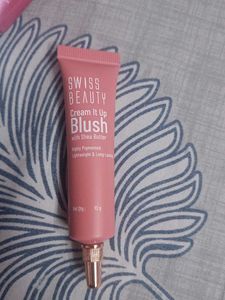 SWISS
BEAUTY
Cream It Up
Blush
with Shea Butter
Highly Pigmented
Lightweight & Long Lasting